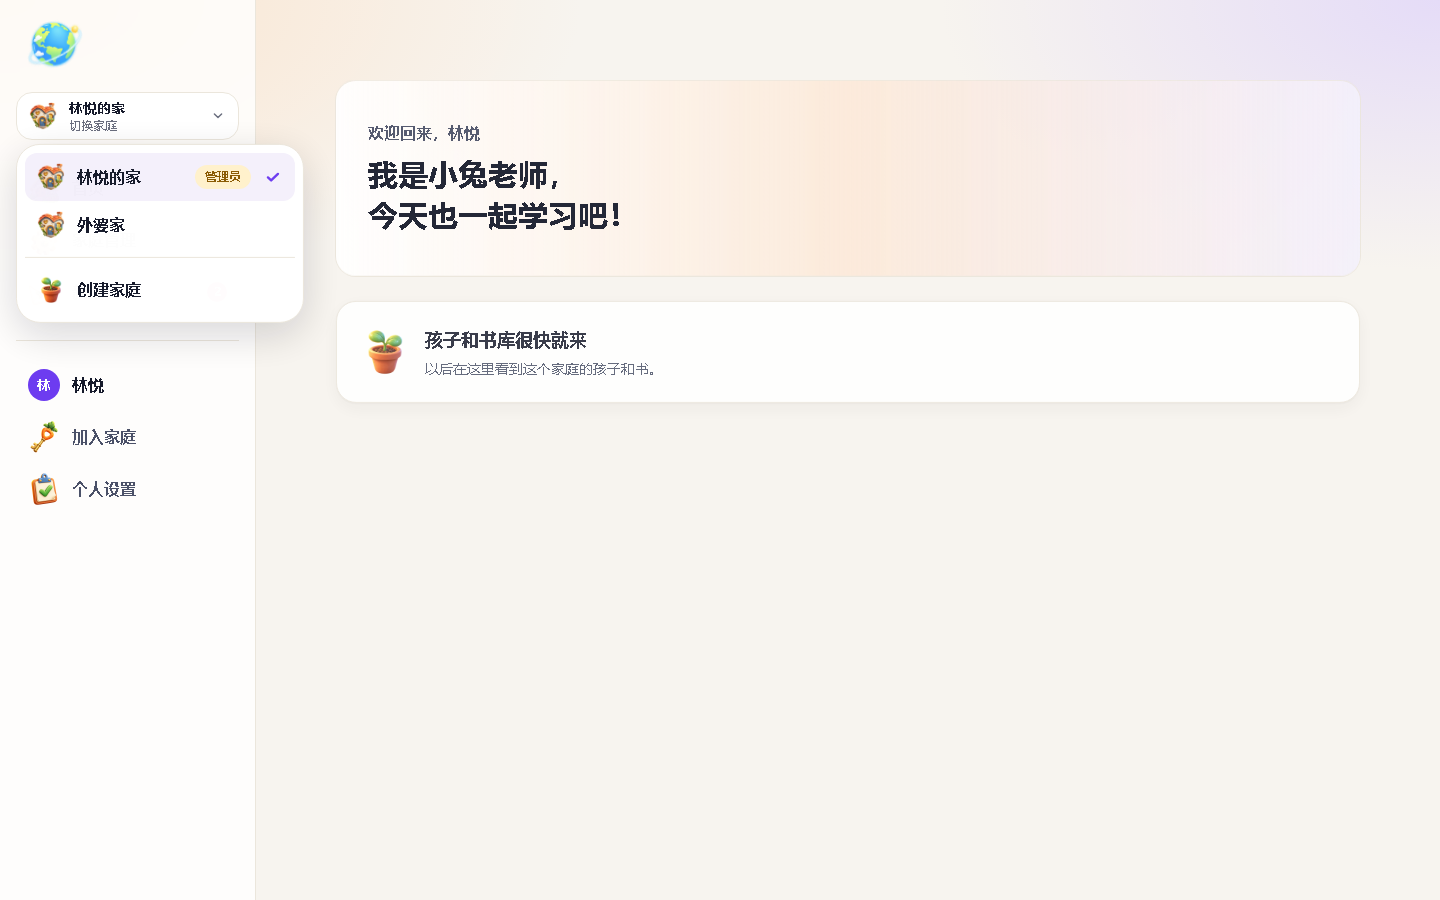 林悦的家
切换家庭
林悦的家 管理员
外婆家
创建家庭
林 林悦
加入家庭
个人设置
欢迎回来，林悦
我是小兔老师，
今天也一起学习吧！
孩子和书库很快就来
以后在这里看到这个家庭的孩子和书。